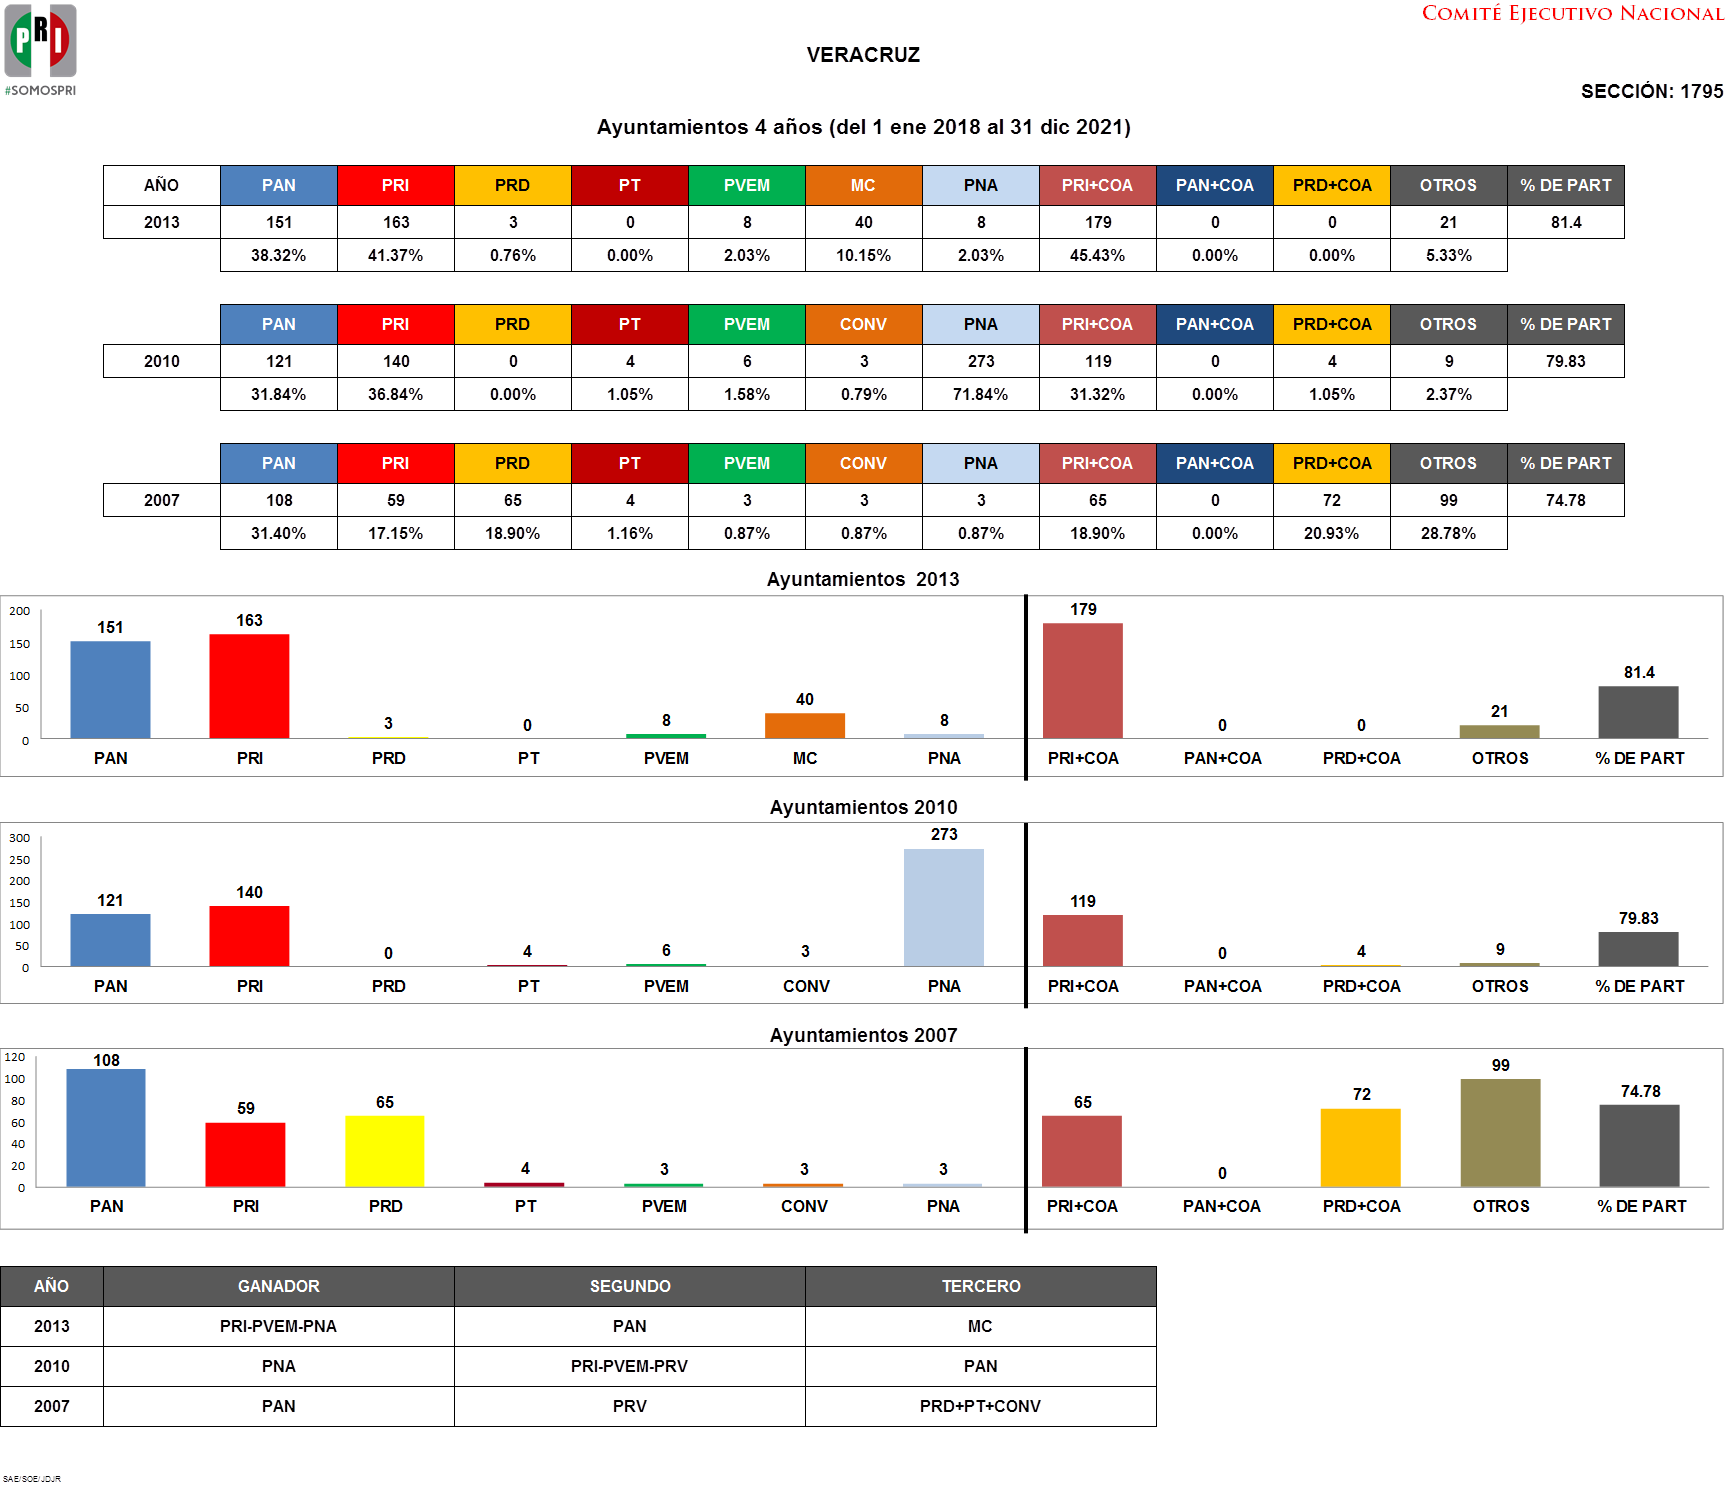 PRI
#SOMOSPRI
COMITÉ EJECUTIVO NACIONAL
VERACRUZ
SECCIÓN: 1795
Ayuntamientos 4 años (del 1 ene 2018 al 31 dic 2021)
AÑO PAN PRI PRD PT PVEM MC PNA PRI+COA PAN+COA PRD+COA OTROS % DE PART
2013 151 163 3 0 8 40 8 179 0 0 21 81.4
38.32% 41.37% 0.76% 0.00% 2.03% 10.15% 2.03% 45.43% 0.00% 0.00% 5.33%
PAN PRI PRD PT PVEM CONV PNA PRI+COA PAN+COA PRD+COA OTROS % DE PART
2010 121 140 0 4 6 3 273 119 0 4 9 79.83
31.84% 36.84% 0.00% 1.05% 1.58% 0.79% 71.84% 31.32% 0.00% 1.05% 2.37%
PAN PRI PRD PT PVEM CONV PNA PRI+COA PAN+COA PRD+COA OTROS % DE PART
2007 108 59 65 4 3 3 3 65 0 72 99 74.78
31.40% 17.15% 18.90% 1.16% 0.87% 0.87% 0.87% 18.90% 0.00% 20.93% 28.78%
Ayuntamientos 2013
200
150
100
50
0
151 163 3 0 8 40 8 179 0 0 21 81.4
PAN PRI PRD PT PVEM MC PNA PRI+COA PAN+COA PRD+COA OTROS % DE PART
Ayuntamientos 2010
300
250
200
150
100
50
0
121 140 0 4 6 3 273 119 0 4 9 79.83
PAN PRI PRD PT PVEM CONV PNA PRI+COA PAN+COA PRD+COA OTROS % DE PART
Ayuntamientos 2007
120
100
80
60
40
20
0
108 59 65 4 3 3 3 65 0 72 99 74.78
PAN PRI PRD PT PVEM CONV PNA PRI+COA PAN+COA PRD+COA OTROS % DE PART
AÑO GANADOR SEGUNDO TERCERO
2013 PRI-PVEM-PNA PAN MC
2010 PNA PRI-PVEM-PRV PAN
2007 PAN PRV PRD+PT+CONV
SAE/SOE/JDJR